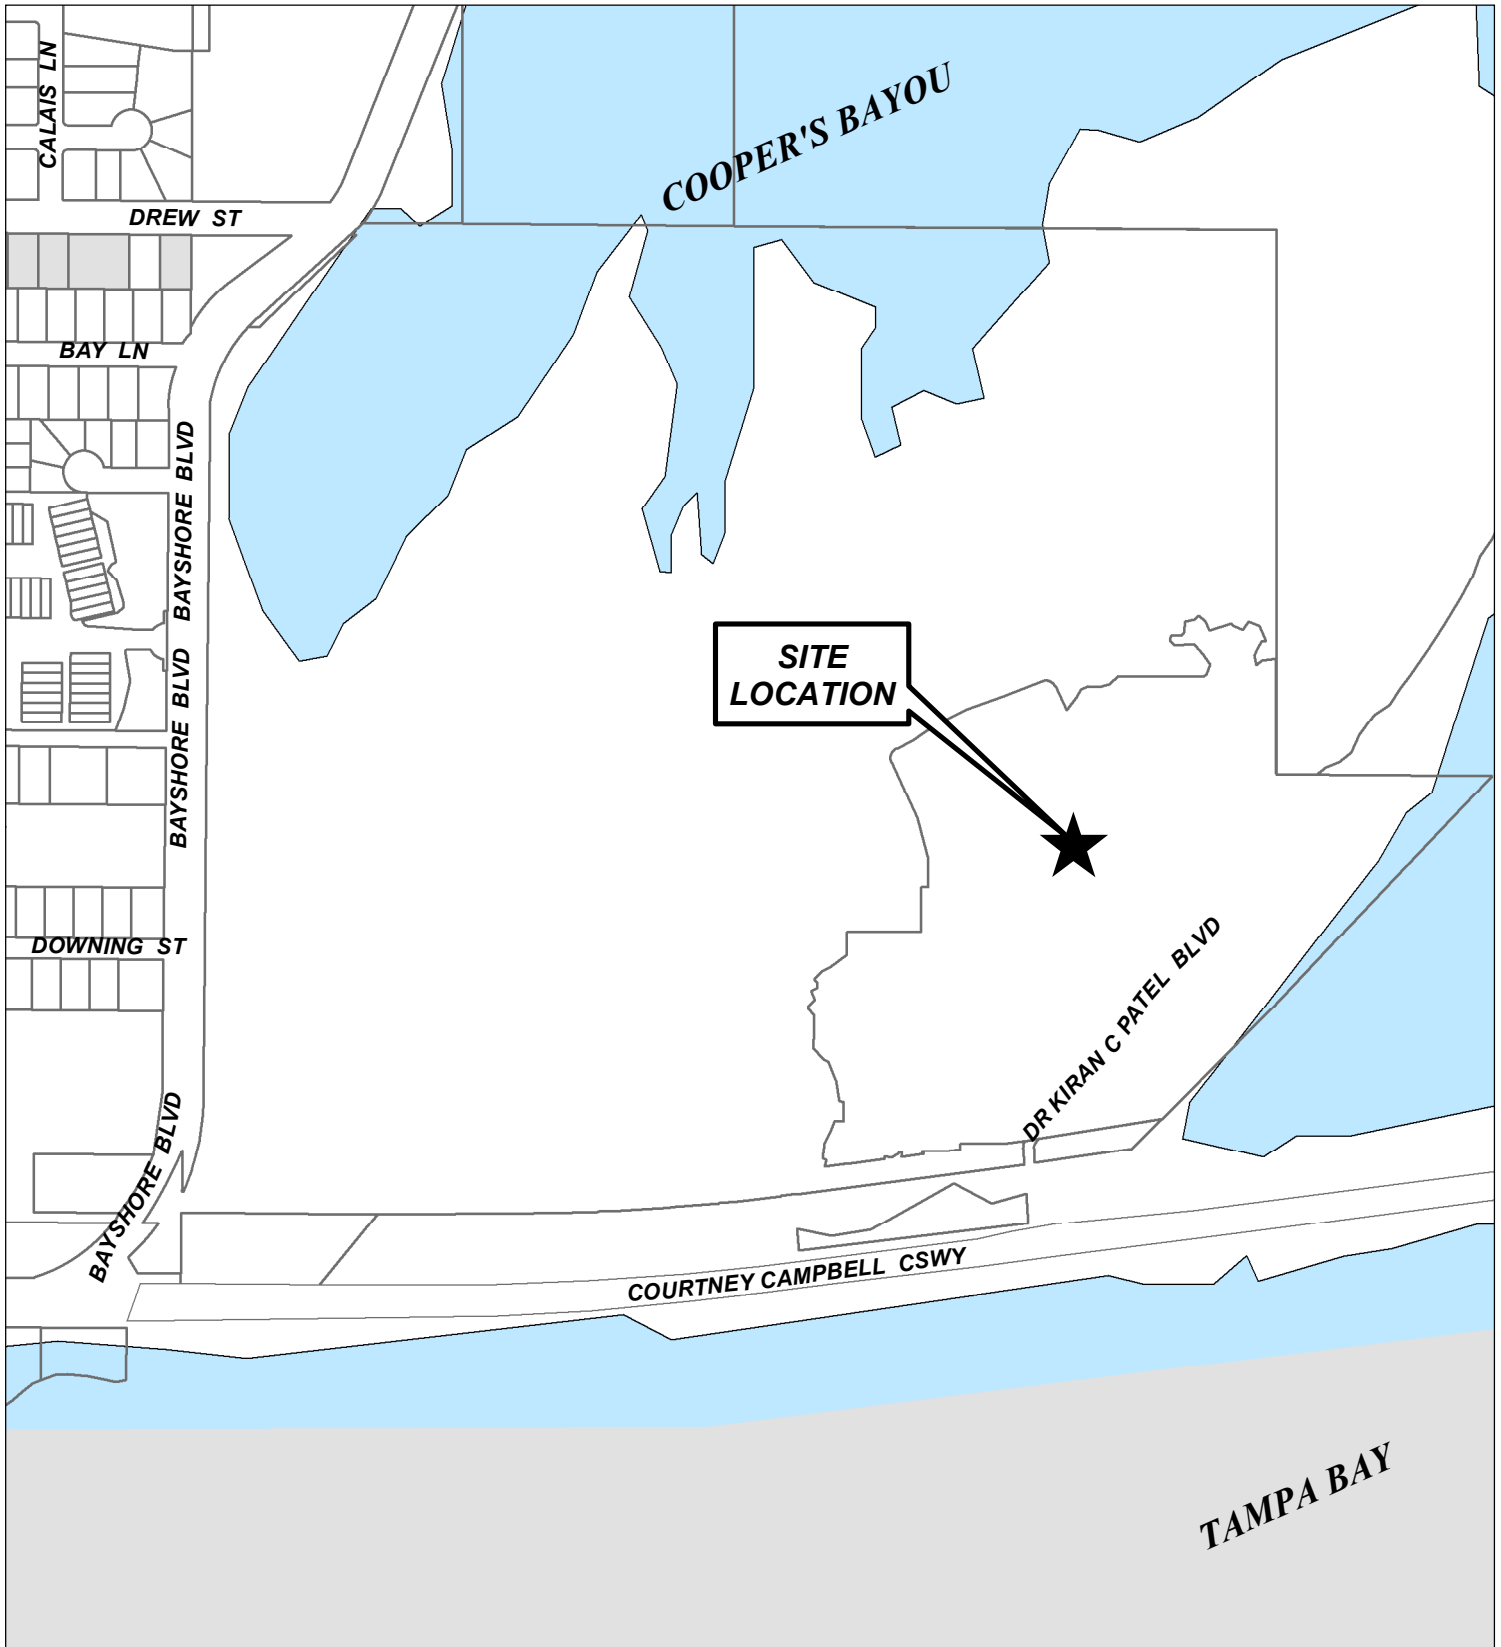 CALAIS LN
COOPER'S BAYOU
DREW ST
BAY LN
BAYSHORE BLVD
SITE
LOCATION
BAYSHORE BLVD
DOWNING ST
DR KIRAN C PATEL BLVD
BAYSHORE BLVD
COURTNEY CAMPBELL CSWY
TAMPA BAY